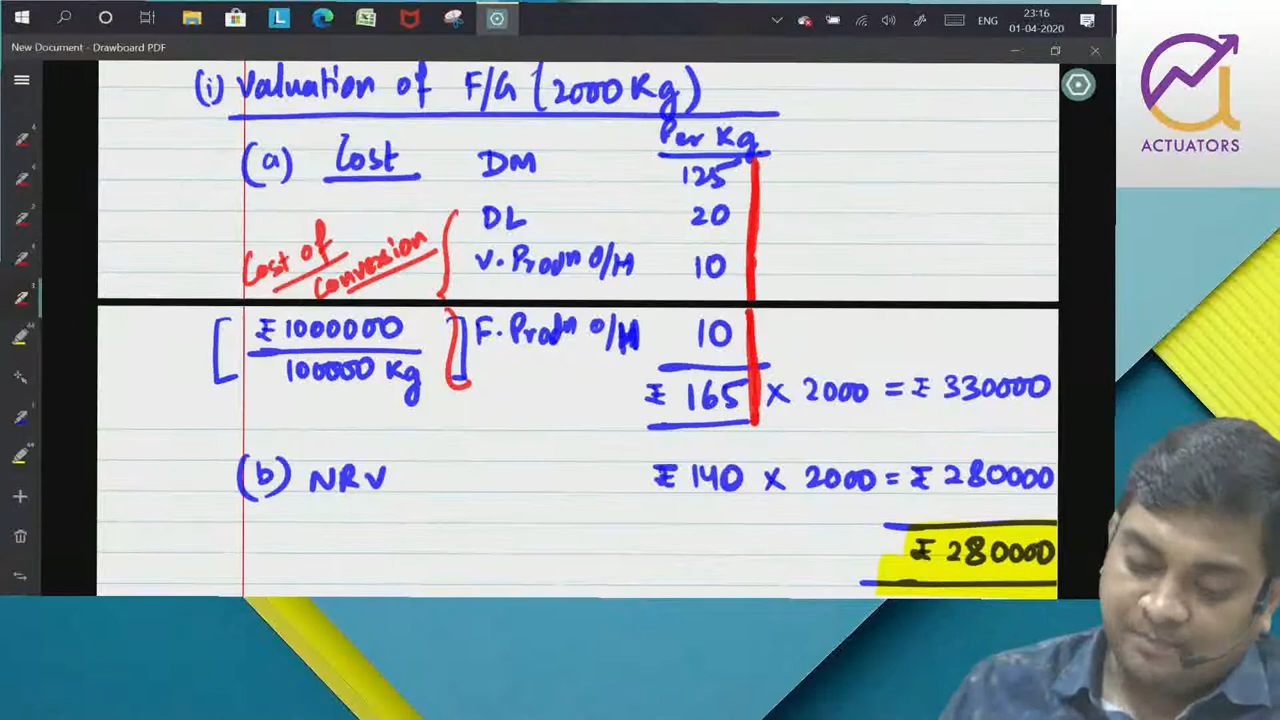 23:16
ENG
01-04-2020
New Document - Drawboard PDF
ACTUATORS
(i) Valuation of F/G (2000 Kg)
Per Kg
(a) Cost DM 125
DL 20
Cost of Conversion
V. Prodn O/H 10
[ ₹ 1000000 / 100000 Kg ] F. Prodn O/H 10
₹ 165 × 2000 = ₹ 330000
(b) NRV ₹ 140 × 2000 = ₹ 280000
₹ 280000